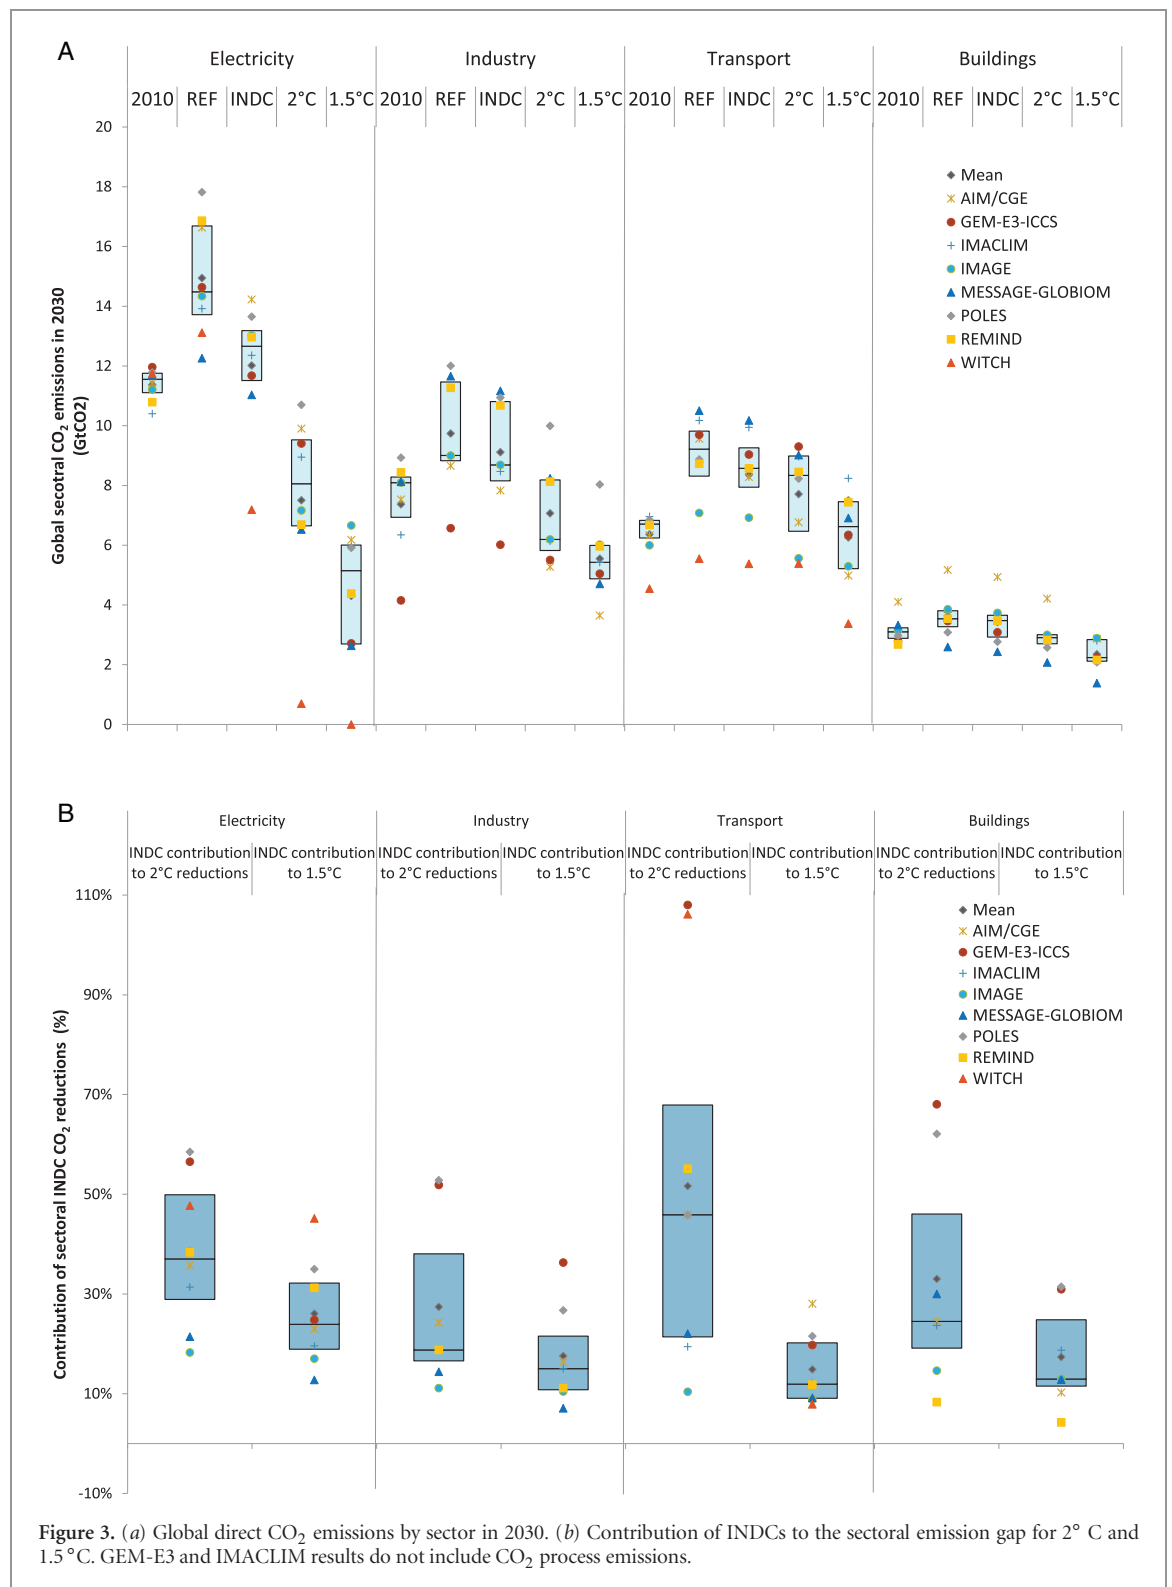 A
Electricity Industry Transport Buildings
2010 REF INDC 2°C 1.5°C 2010 REF INDC 2°C 1.5°C 2010 REF INDC 2°C 1.5°C 2010 REF INDC 2°C 1.5°C
20
18
16
14
12
10
8
6
4
2
0
Gobal secotral CO2 emissions in 2030
(GtCO2)
Mean
AIM/CGE
GEM-E3-ICCS
IMACLIM
IMAGE
MESSAGE-GLOBIOM
POLES
REMIND
WITCH
B
Electricity Industry Transport Buildings
INDC contribution INDC contribution INDC contribution INDC contribution INDC contribution INDC contribution INDC contribution INDC contribution
to 2°C reductions to 1.5°C to 2°C reductions to 1.5°C to 2°C reductions to 1.5°C to 2°C reductions to 1.5°C
110%
90%
70%
50%
30%
10%
-10%
Contribution of sectoral INDC CO2 reductions (%)
Mean
AIM/CGE
GEM-E3-ICCS
IMACLIM
IMAGE
MESSAGE-GLOBIOM
POLES
REMIND
WITCH
Figure 3. (a) Global direct CO2 emissions by sector in 2030. (b) Contribution of INDCs to the sectoral emission gap for 2° C and
1.5 °C. GEM-E3 and IMACLIM results do not include CO2 process emissions.